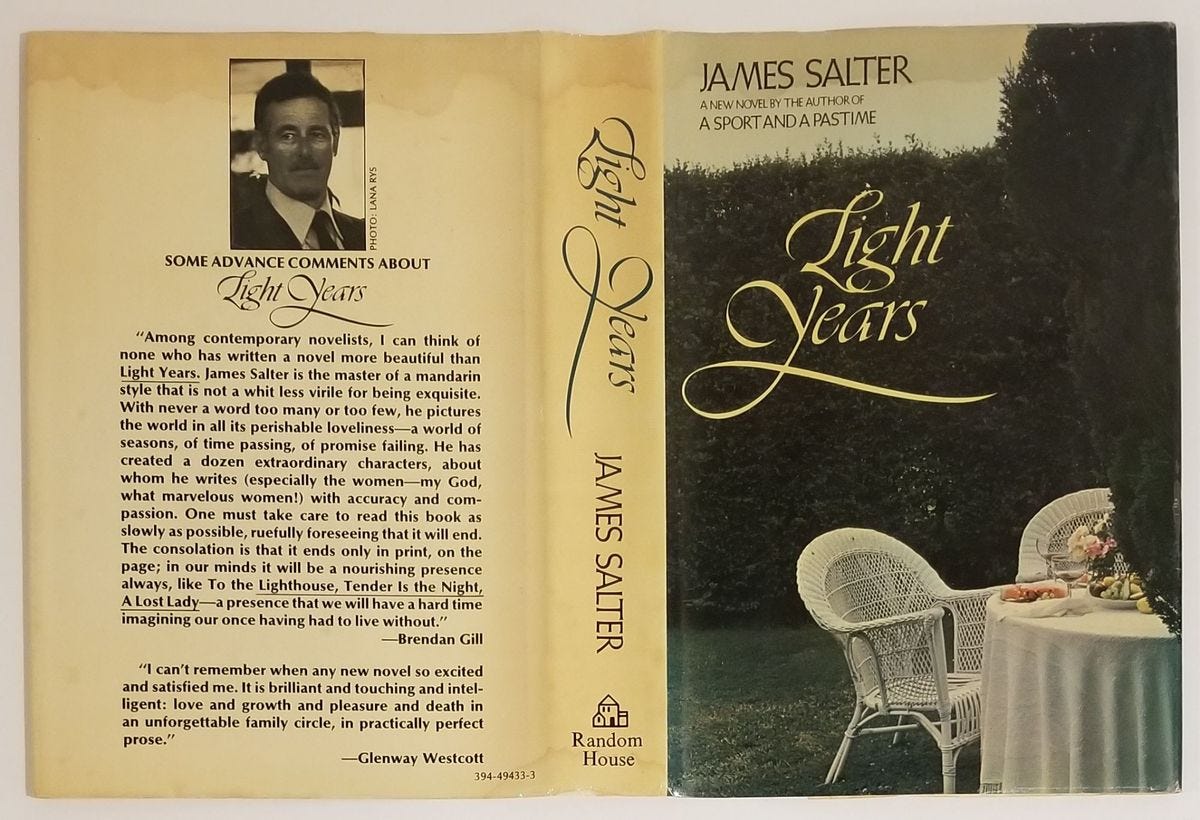 PHOTO: LANA RYS
SOME ADVANCE COMMENTS ABOUT
Light Years
“Among contemporary novelists, I can think of
none who has written a novel more beautiful than
Light Years. James Salter is the master of a mandarin
style that is not a whit less virile for being exquisite.
With never a word too many or too few, he pictures
the world in all its perishable loveliness—a world of
seasons, of time passing, of promise failing. He has
created a dozen extraordinary characters, about
whom he writes (especially the women—my God,
what marvelous women!) with accuracy and com-
passion. One must take care to read this book as
slowly as possible, ruefully foreseeing that it will end.
The consolation is that it ends only in print, on the
page; in our minds it will be a nourishing presence
always, like To the Lighthouse, Tender Is the Night,
A Lost Lady—a presence that we will have a hard time
imagining our once having had to live without.”
—Brendan Gill
“I can’t remember when any new novel so excited
and satisfied me. It is brilliant and touching and intel-
ligent: love and growth and pleasure and death in
an unforgettable family circle, in practically perfect
prose.”
—Glenway Westcott
394-49433-3
Light Years
JAMES SALTER
Random
House
JAMES SALTER
A NEW NOVEL BY THE AUTHOR OF
A SPORT AND A PASTIME
Light
Years